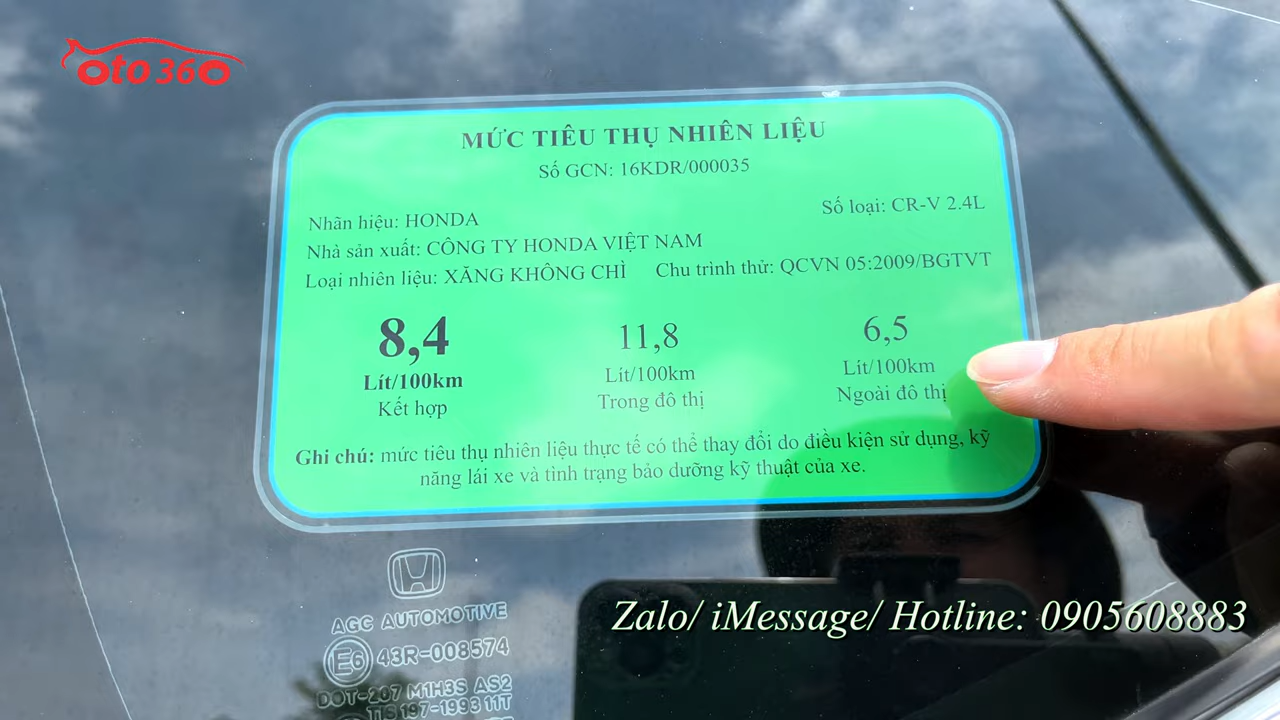 oto360
MỨC TIÊU THỤ NHIÊN LIỆU
Số GCN: 16KDR/000035
Nhãn hiệu: HONDA Số loại: CR-V 2.4L
Nhà sản xuất: CÔNG TY HONDA VIỆT NAM
Loại nhiên liệu: XĂNG KHÔNG CHÌ Chu trình thử: QCVN 05:2009/BGTVT
8,4 11,8 6,5
Lít/100km Lít/100km Lít/100km
Kết hợp Trong đô thị Ngoài đô thị
Ghi chú: mức tiêu thụ nhiên liệu thực tế có thể thay đổi do điều kiện sử dụng, kỹ
năng lái xe và tình trạng bảo dưỡng kỹ thuật của xe.
AGC AUTOMOTIVE
E6 43R-008574
DOT-267 M1H3S AS2
TIS 197-1993 11T
Zalo/ iMessage/ Hotline: 0905608883